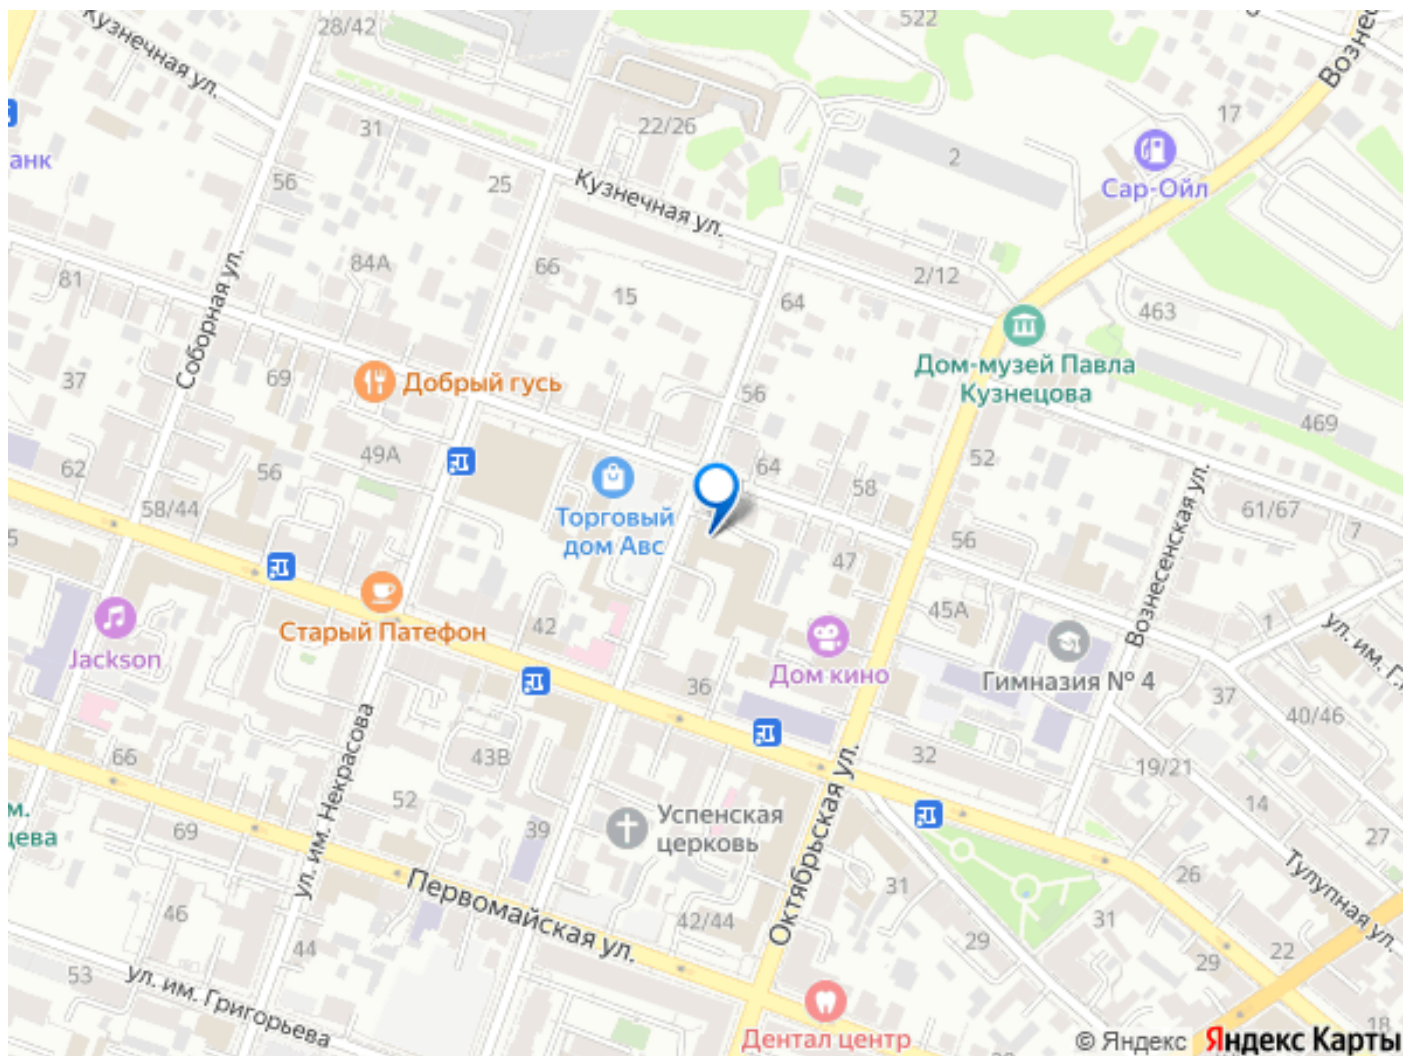 Кузнечная ул.
28/42
522
Вознес
анк
31
22/26
17
2
Сар-Ойл
56
25
Кузнечная ул.
81
84А
66
15
2/12
64
463
Соборная ул.
Дом-музей Павла
Кузнецова
37
69
Добрый гусь
56
469
62
56
49А
64
58
52
61/67
7
58/44
5
Торговый
дом Авс
47
56
Вознесенская ул.
45А
1
ул. им. Г.
Jackson
Старый Патефон
42
Дом кино
Гимназия № 4
36
37
40/46
66
43В
32
19/21
14
м.
цева
69
52
ул. им. Некрасова
39
Успенская
церковь
Октябрьская ул.
27
Тулупная ул.
46
44
Первомайская ул.
42/44
31
29
31
26
29
22
53
ул. им. Григорьева
Дентал центр
18
© Яндекс Яндекс Карты